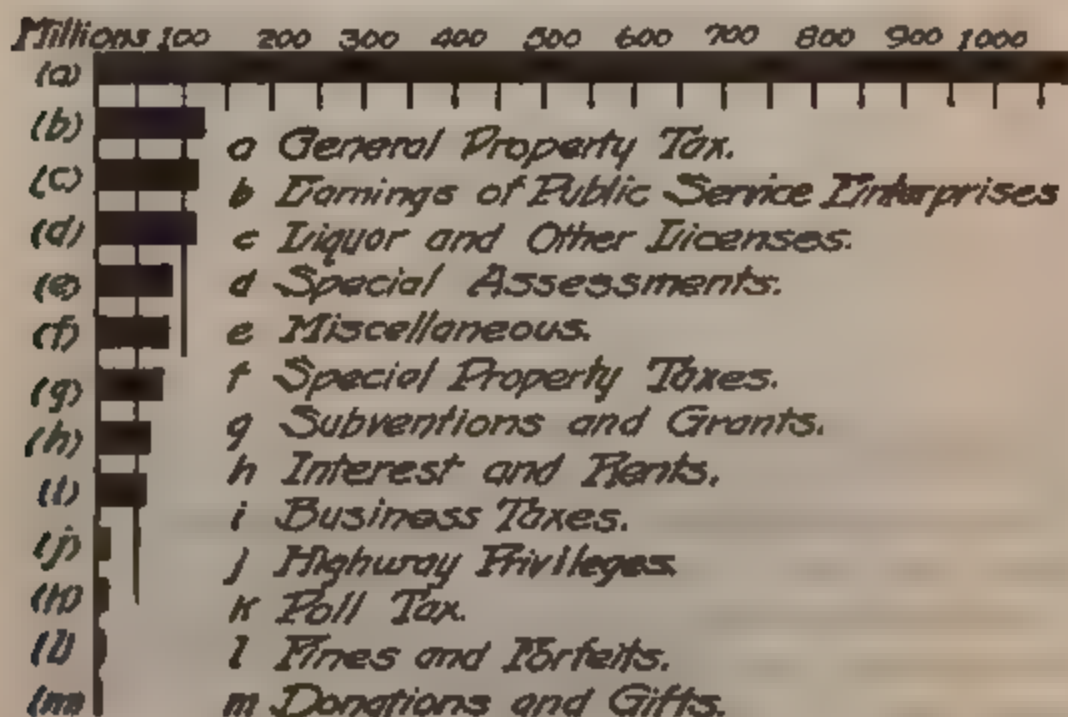 Millions 100 200 300 400 500 600 700 800 900 1000
(a)
(b)
(c)
(d)
(e)
(f)
(g)
(h)
(i)
(j)
(k)
(l)
(m
a General Property Tax.
b Earnings of Public Service Enterprises
c Liquor and Other Licenses.
d Special Assessments.
e Miscellaneous.
f Special Property Taxes.
g Subventions and Grants.
h Interest and Rents.
i Business Taxes.
j Highway Privileges.
k Poll Tax.
l Fines and Forfeits.
m Donations and Gifts.